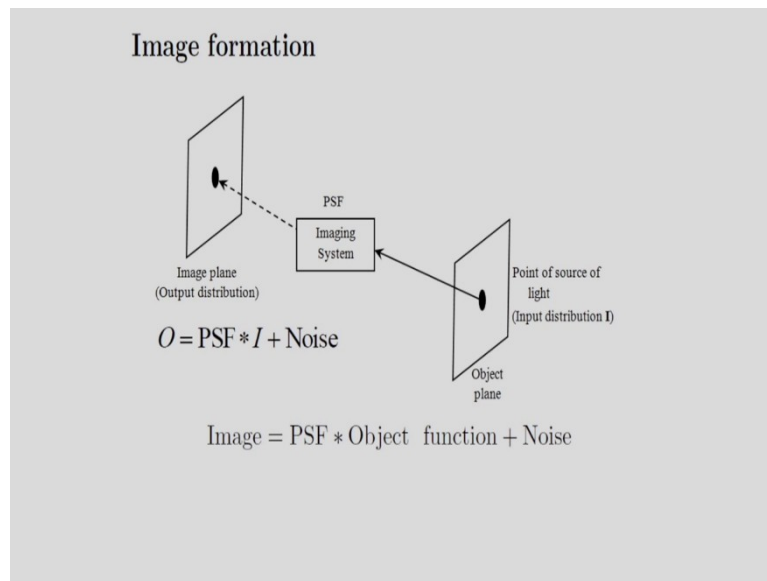 Image formation
PSF
Imaging
System
Image plane
(Output distribution)
Point of source of
light
(Input distribution I)
Object
plane
O = PSF * I + Noise
Image = PSF * Object function + Noise